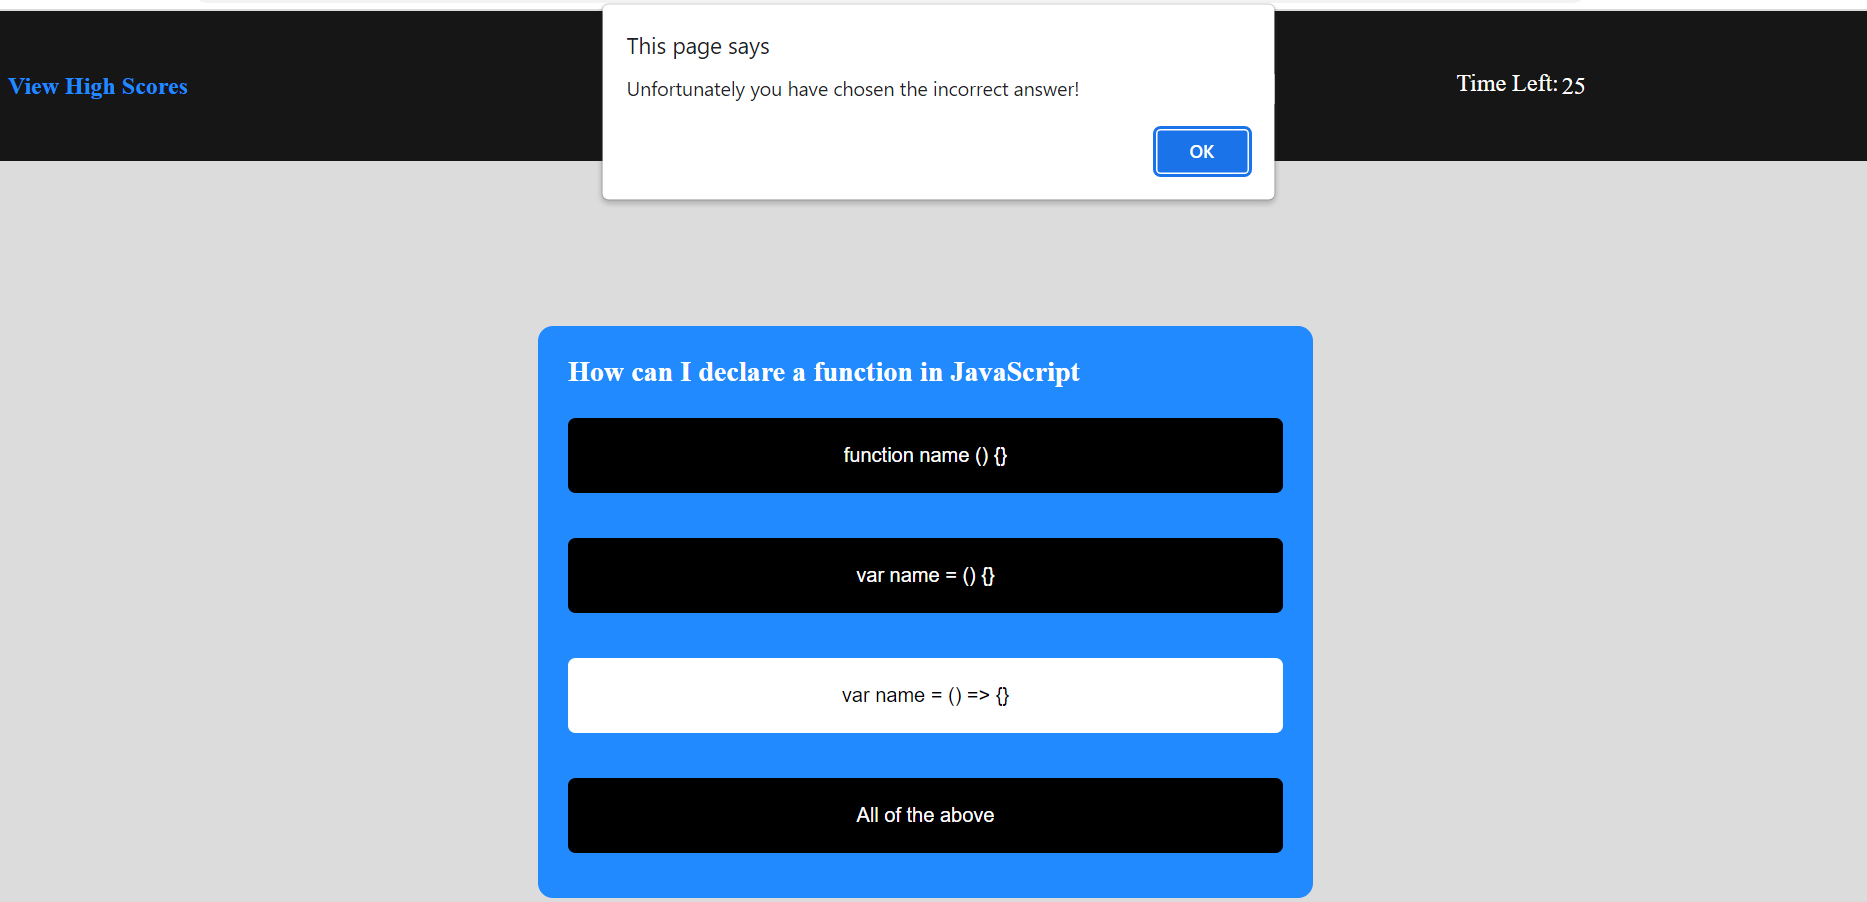 This page says
Unfortunately you have chosen the incorrect answer!
OK
View High Scores
Time Left: 25
How can I declare a function in JavaScript
function name () {}
var name = () {}
var name = () => {}
All of the above